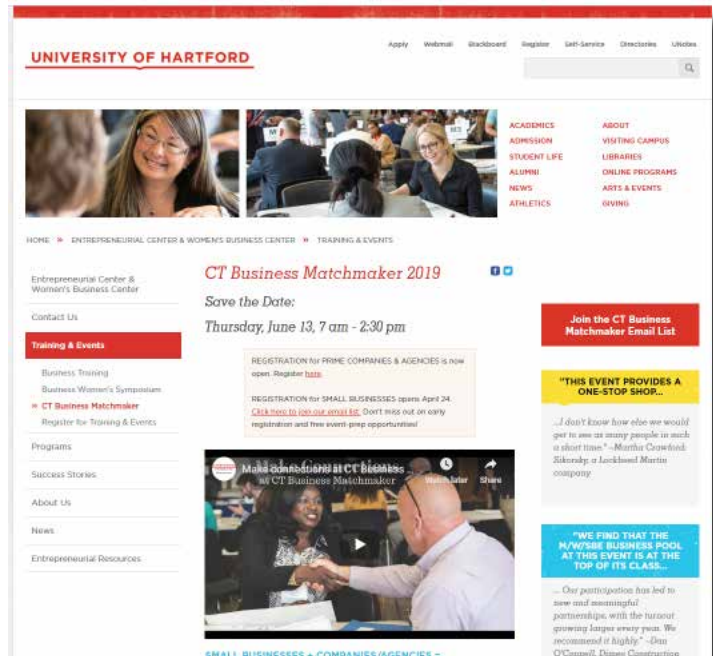 Apply Webmail Blackboard Register Self-Service Directories UNotes
UNIVERSITY OF HARTFORD
ACADEMICS
ADMISSION
STUDENT LIFE
ALUMNI
NEWS
ATHLETICS
ABOUT
VISITING CAMPUS
LIBRARIES
ONLINE PROGRAMS
ARTS & EVENTS
GIVING
HOME » ENTREPRENEURIAL CENTER & WOMEN'S BUSINESS CENTER » TRAINING & EVENTS
Entrepreneurial Center &
Women's Business Center
Contact Us
Training & Events
Business Training
Business Women's Symposium
» CT Business Matchmaker
Register for Training & Events
Programs
Success Stories
About Us
News
Entrepreneurial Resources
CT Business Matchmaker 2019
Save the Date:
Thursday, June 13, 7 am - 2:30 pm
REGISTRATION for PRIME COMPANIES & AGENCIES is now
open. Register here.
REGISTRATION for SMALL BUSINESSES opens April 24.
Click here to join our email list. Don't miss out on early
registration and free event-prep opportunities!
Make connections at CT Business ...
at CT Business Matchmaker
Watch later Share
SMALL BUSINESSES + COMPANIES/AGENCIES =
Join the CT Business
Matchmaker Email List
"THIS EVENT PROVIDES A
ONE-STOP SHOP...
...I don't know how else we would
get to see as many people in such
a short time." –Martha Crawford,
Sikorsky, a Lockheed Martin
company
"WE FIND THAT THE
M/W/SBE BUSINESS POOL
AT THIS EVENT IS AT THE
TOP OF ITS CLASS...
... Our participation has led to
new and meaningful
partnerships, with the turnout
growing larger every year. We
recommend it highly." –Dan
O'Connell, Dimeo Construction